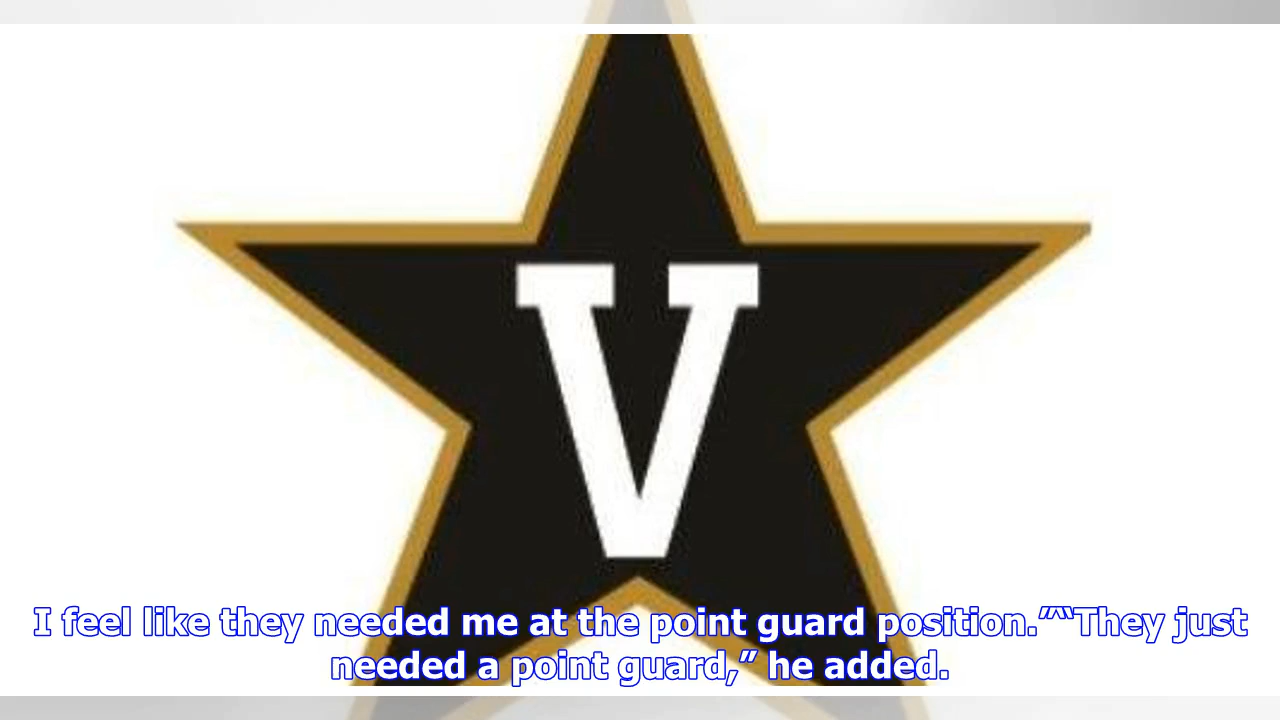 V
I feel like they needed me at the point guard position.”“‘They just
needed a point guard,” he added.